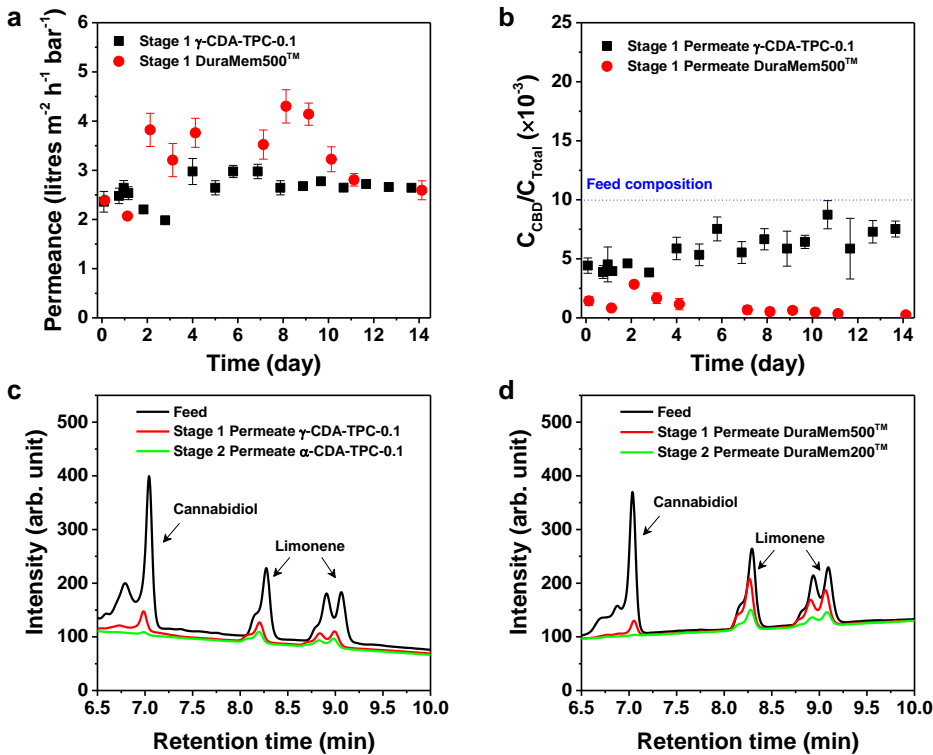 a
Permeance (litres m⁻² h⁻¹ bar⁻¹)
6
5
4
3
2
1
0
Stage 1 γ-CDA-TPC-0.1
Stage 1 DuraMem500™
0 2 4 6 8 10 12 14
Time (day)
b
C_CBD/C_Total (×10⁻³)
25
20
15
10
5
0
Stage 1 Permeate γ-CDA-TPC-0.1
Stage 1 Permeate DuraMem500™
Feed composition
0 2 4 6 8 10 12 14
Time (day)
c
Intensity (arb. unit)
500
400
300
200
100
0
Feed
Stage 1 Permeate γ-CDA-TPC-0.1
Stage 2 Permeate α-CDA-TPC-0.1
Cannabidiol
Limonene
6.5 7.0 7.5 8.0 8.5 9.0 9.5 10.0
Retention time (min)
d
Intensity (arb. unit)
500
400
300
200
100
0
Feed
Stage 1 Permeate DuraMem500™
Stage 2 Permeate DuraMem200™
Cannabidiol
Limonene
6.5 7.0 7.5 8.0 8.5 9.0 9.5 10.0
Retention time (min)